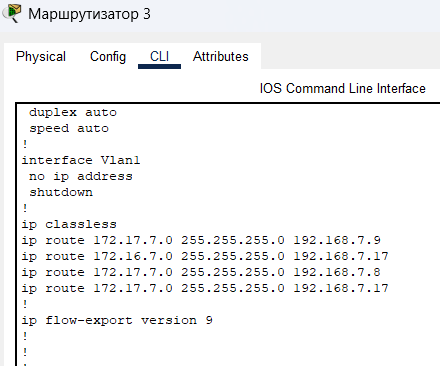 Маршрутизатор 3
Physical Config CLI Attributes
IOS Command Line Interface
duplex auto
speed auto
!
interface Vlan1
no ip address
shutdown
!
ip classless
ip route 172.17.7.0 255.255.255.0 192.168.7.9
ip route 172.16.7.0 255.255.255.0 192.168.7.17
ip route 172.17.7.0 255.255.255.0 192.168.7.8
ip route 172.17.7.0 255.255.255.0 192.168.7.17
!
ip flow-export version 9
!
!
!